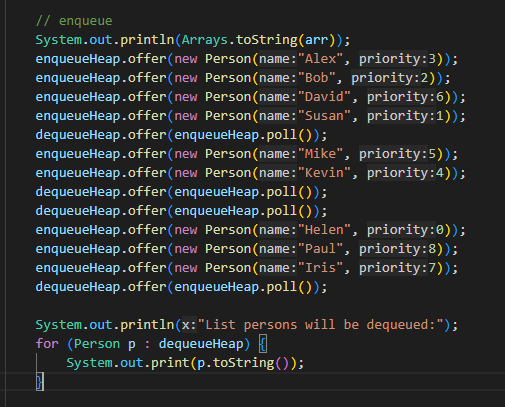 // enqueue
System.out.println(Arrays.toString(arr));
enqueueHeap.offer(new Person(name:"Alex", priority:3));
enqueueHeap.offer(new Person(name:"Bob", priority:2));
enqueueHeap.offer(new Person(name:"David", priority:6));
enqueueHeap.offer(new Person(name:"Susan", priority:1));
dequeueHeap.offer(enqueueHeap.poll());
enqueueHeap.offer(new Person(name:"Mike", priority:5));
enqueueHeap.offer(new Person(name:"Kevin", priority:4));
dequeueHeap.offer(enqueueHeap.poll());
dequeueHeap.offer(enqueueHeap.poll());
enqueueHeap.offer(new Person(name:"Helen", priority:0));
enqueueHeap.offer(new Person(name:"Paul", priority:8));
enqueueHeap.offer(new Person(name:"Iris", priority:7));
dequeueHeap.offer(enqueueHeap.poll());
System.out.println(x:"List persons will be dequeued:");
for (Person p : dequeueHeap) {
System.out.print(p.toString());
}